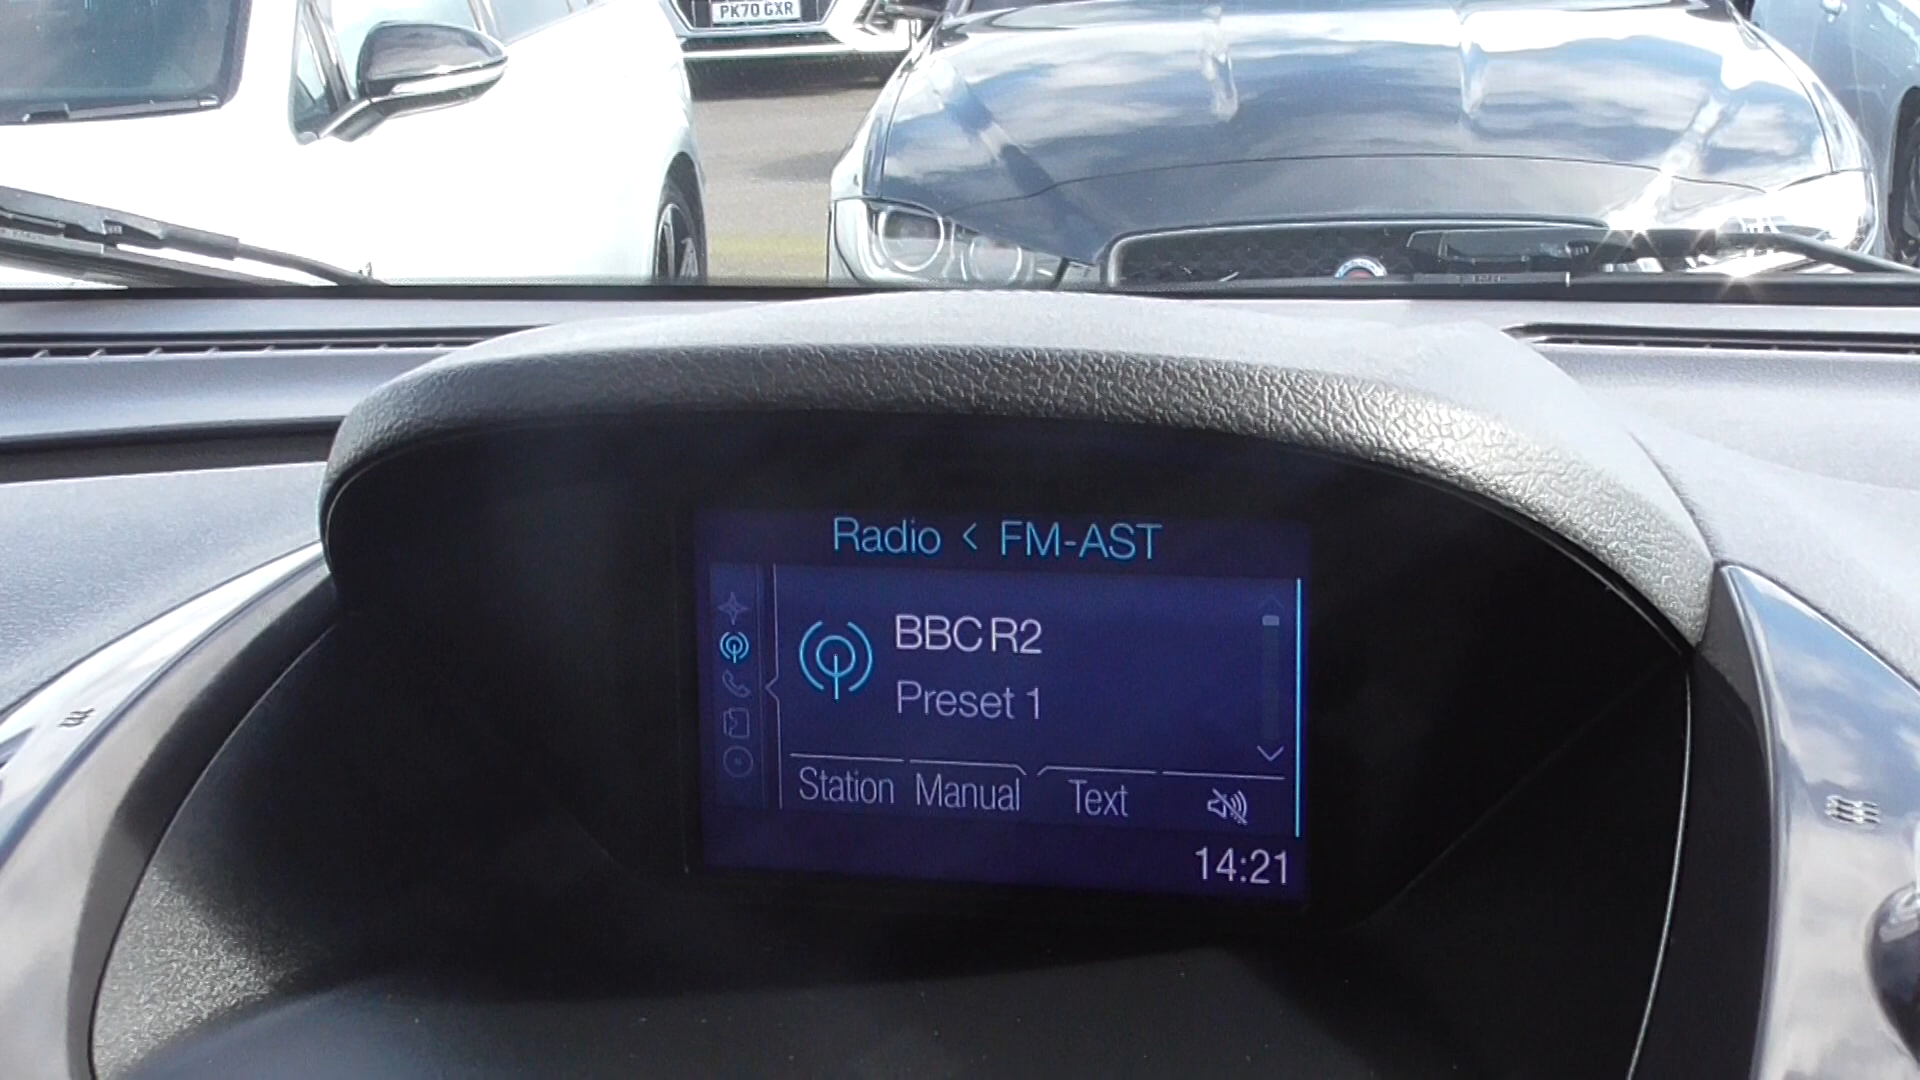 PK70 GXR
Radio < FM-AST
BBC R2
Preset 1
Station Manual Text
14:21